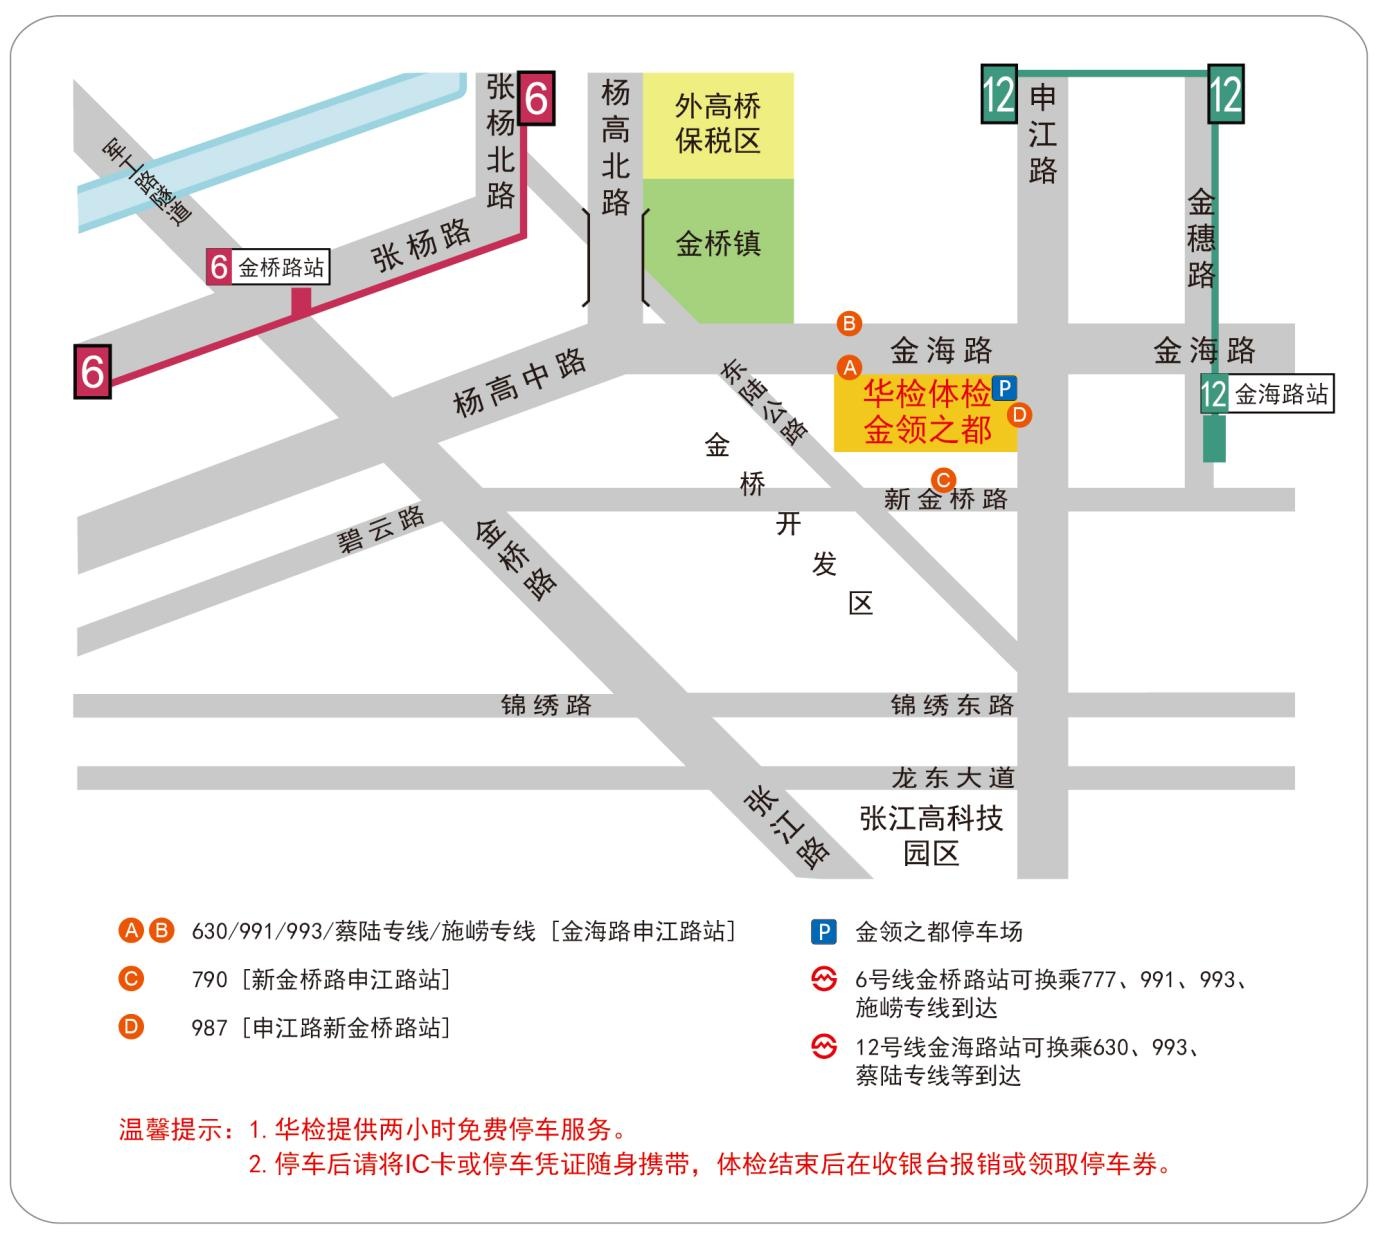 张杨北路
6
杨高北路
外高桥
保税区
12
申江路
12
军工路隧道
金桥镇
金穗路
张杨路
6 金桥路站
6
B
金海路
金海路
A
杨高中路
东陆公路
华检体检
P
金领之都
D
12 金海路站
金桥开发区
C
新金桥路
碧云路
金桥路
锦绣路
锦绣东路
龙东大道
张江路
张江高科技
园区
A B 630/991/993/蔡陆专线/施崂专线 [金海路申江路站]
C 790 [新金桥路申江路站]
D 987 [申江路新金桥路站]
P 金领之都停车场
6号线金桥路站可换乘777、991、993、
施崂专线到达
12号线金海路站可换乘630、993、
蔡陆专线等到达
温馨提示：1. 华检提供两小时免费停车服务。
2. 停车后请将IC卡或停车凭证随身携带，体检结束后在收银台报销或领取停车券。